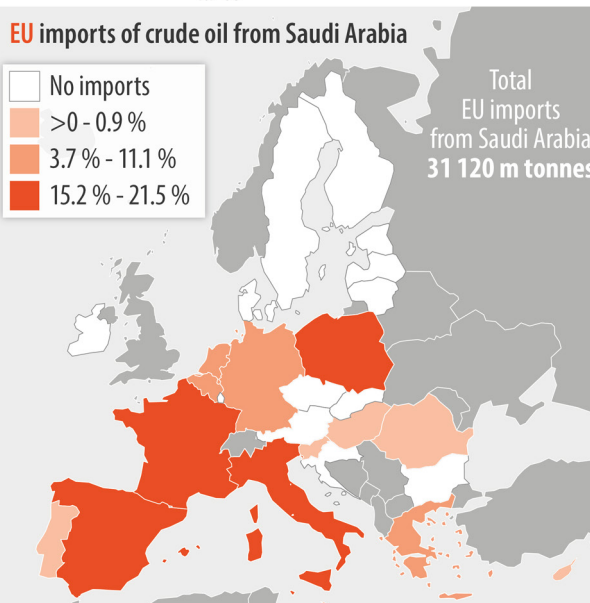 EU imports of crude oil from Saudi Arabia
No imports
>0 - 0.9 %
3.7 % - 11.1 %
15.2 % - 21.5 %
Total
EU imports
from Saudi Arabia
31 120 m tonnes